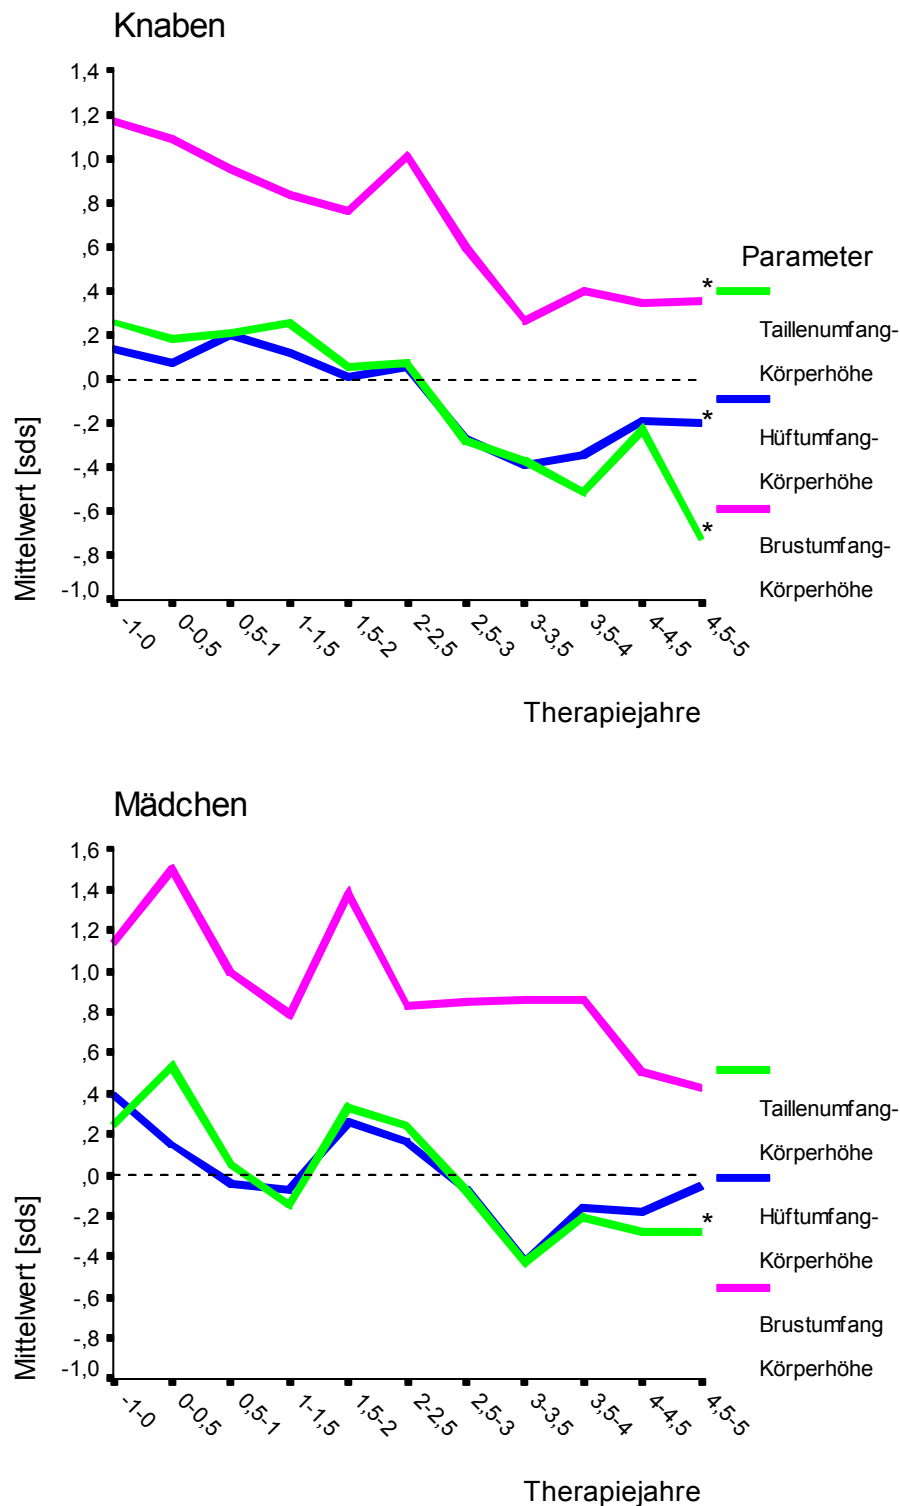 Knaben
1,4
1,2
1,0
,8
,6
,4
,2
,0
-,2
-,4
-,6
-,8
-1,0
Mittelwert [sds]
-1-0
0-0,5
0,5-1
1-1,5
1,5-2
2-2,5
2,5-3
3-3,5
3,5-4
4-4,5
4,5-5
Therapiejahre
*
*
*
Parameter
Taillenumfang-
Körperhöhe
Hüftumfang-
Körperhöhe
Brustumfang-
Körperhöhe
Mädchen
1,6
1,4
1,2
1,0
,8
,6
,4
,2
,0
-,2
-,4
-,6
-,8
-1,0
Mittelwert [sds]
-1-0
0-0,5
0,5-1
1-1,5
1,5-2
2-2,5
2,5-3
3-3,5
3,5-4
4-4,5
4,5-5
Therapiejahre
*
Taillenumfang-
Körperhöhe
Hüftumfang-
Körperhöhe
Brustumfang
Körperhöhe